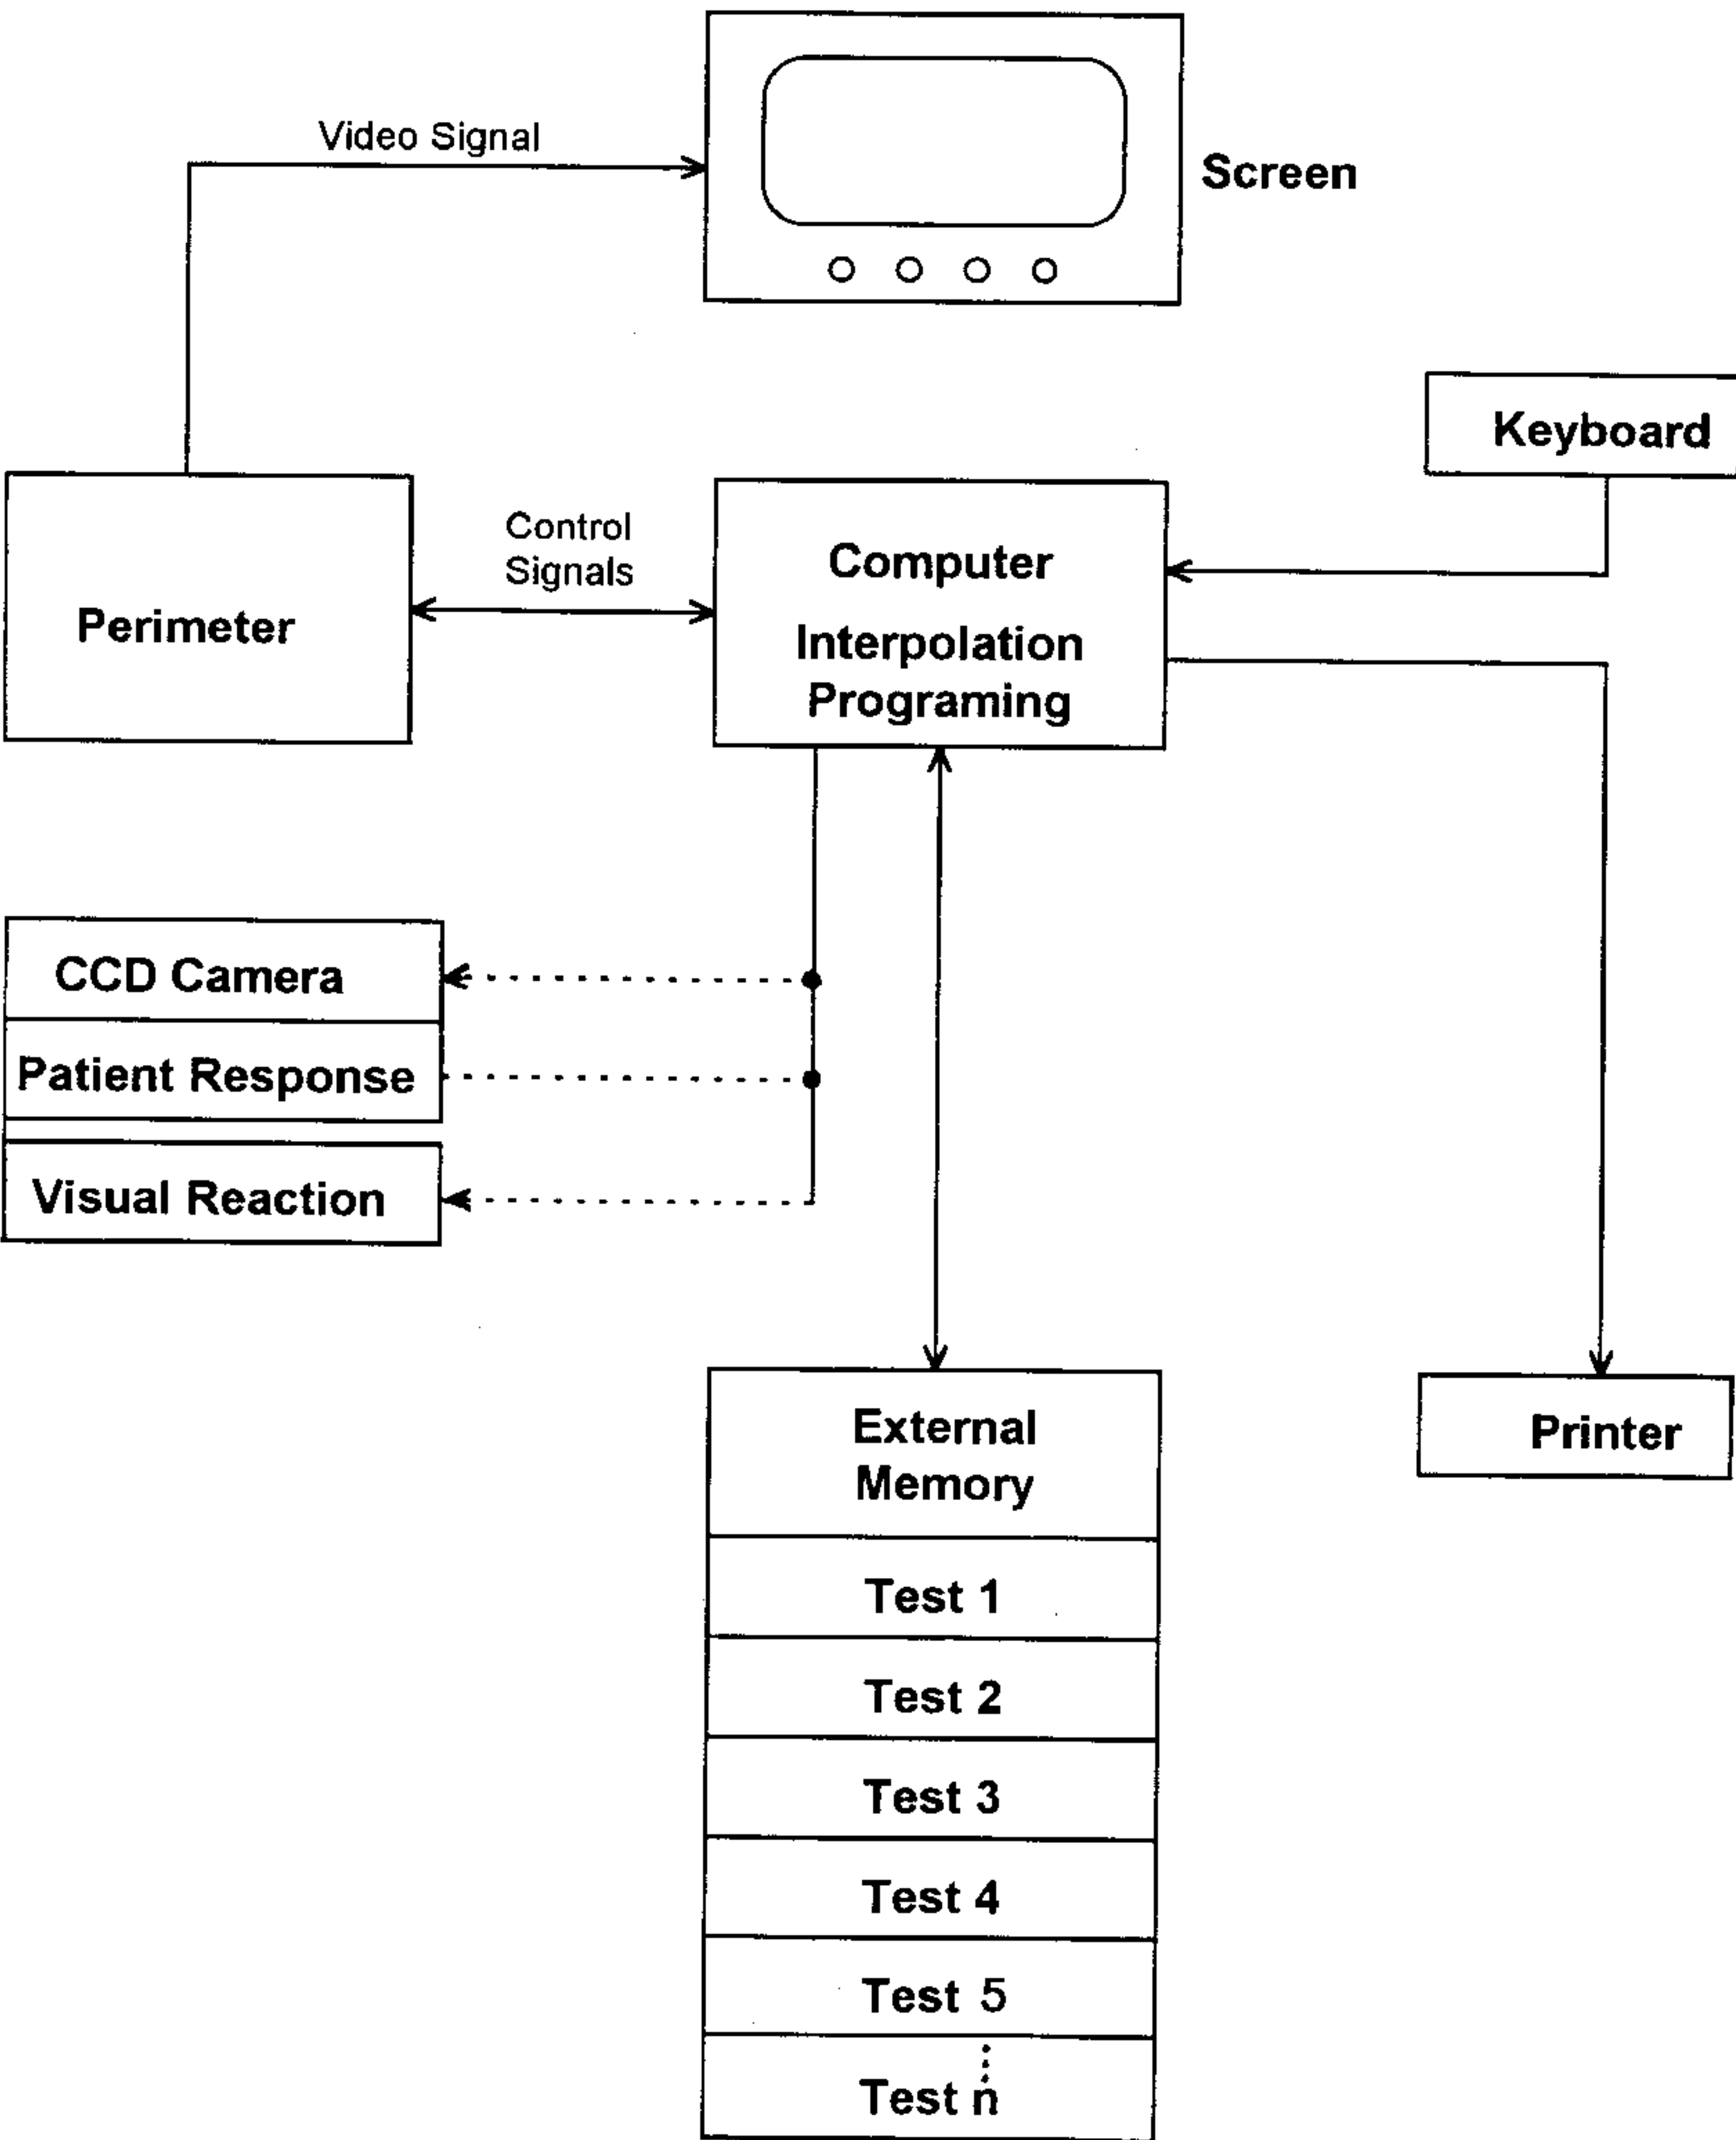 Video Signal
Screen
Keyboard
Control
Signals
Perimeter
Computer
Interpolation
Programing
CCD Camera
Patient Response
Visual Reaction
External
Memory
Printer
Test 1
Test 2
Test 3
Test 4
Test 5
Test n